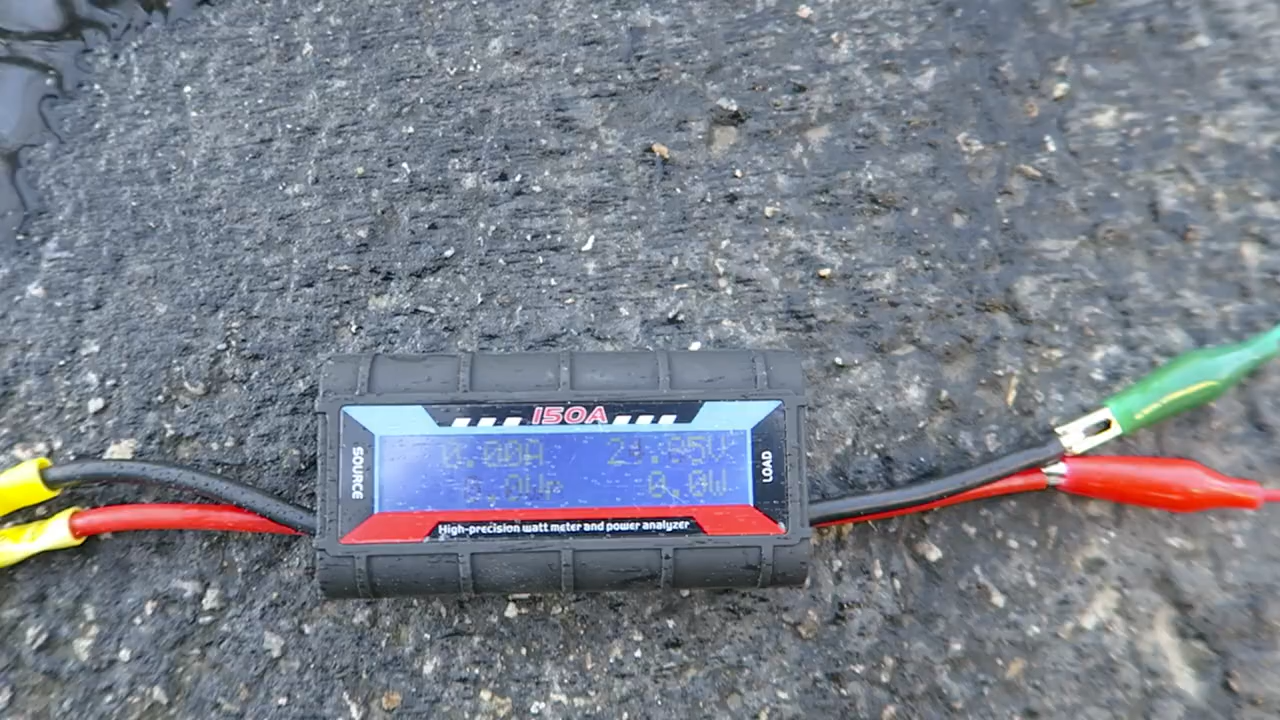 150A
SOURCE
0.00A
0.0W
LOAD
High-precision watt meter and power analyzer